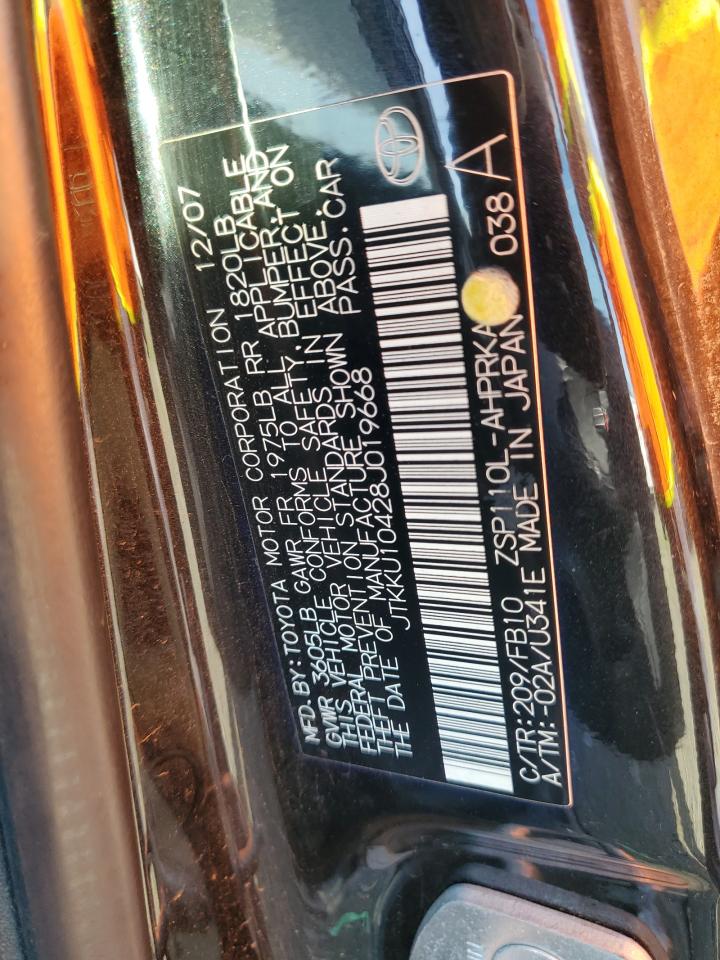 MFD. BY: TOYOTA MOTOR CORPORATION 12/07
GVWR 3605LB GAWR FR 1975LB RR 1820LB
THIS VEHICLE CONFORMS TO ALL APPLICABLE
FEDERAL MOTOR VEHICLE SAFETY, BUMPER, AND
THEFT PREVENTION STANDARDS IN EFFECT ON
THE DATE OF MANUFACTURE SHOWN ABOVE.
JTKKU10428J019668 PASS. CAR
C/TR:209/FB10 ZSP110L-AHPRKA 038 A
A/TM:-02A/U341E MADE IN JAPAN